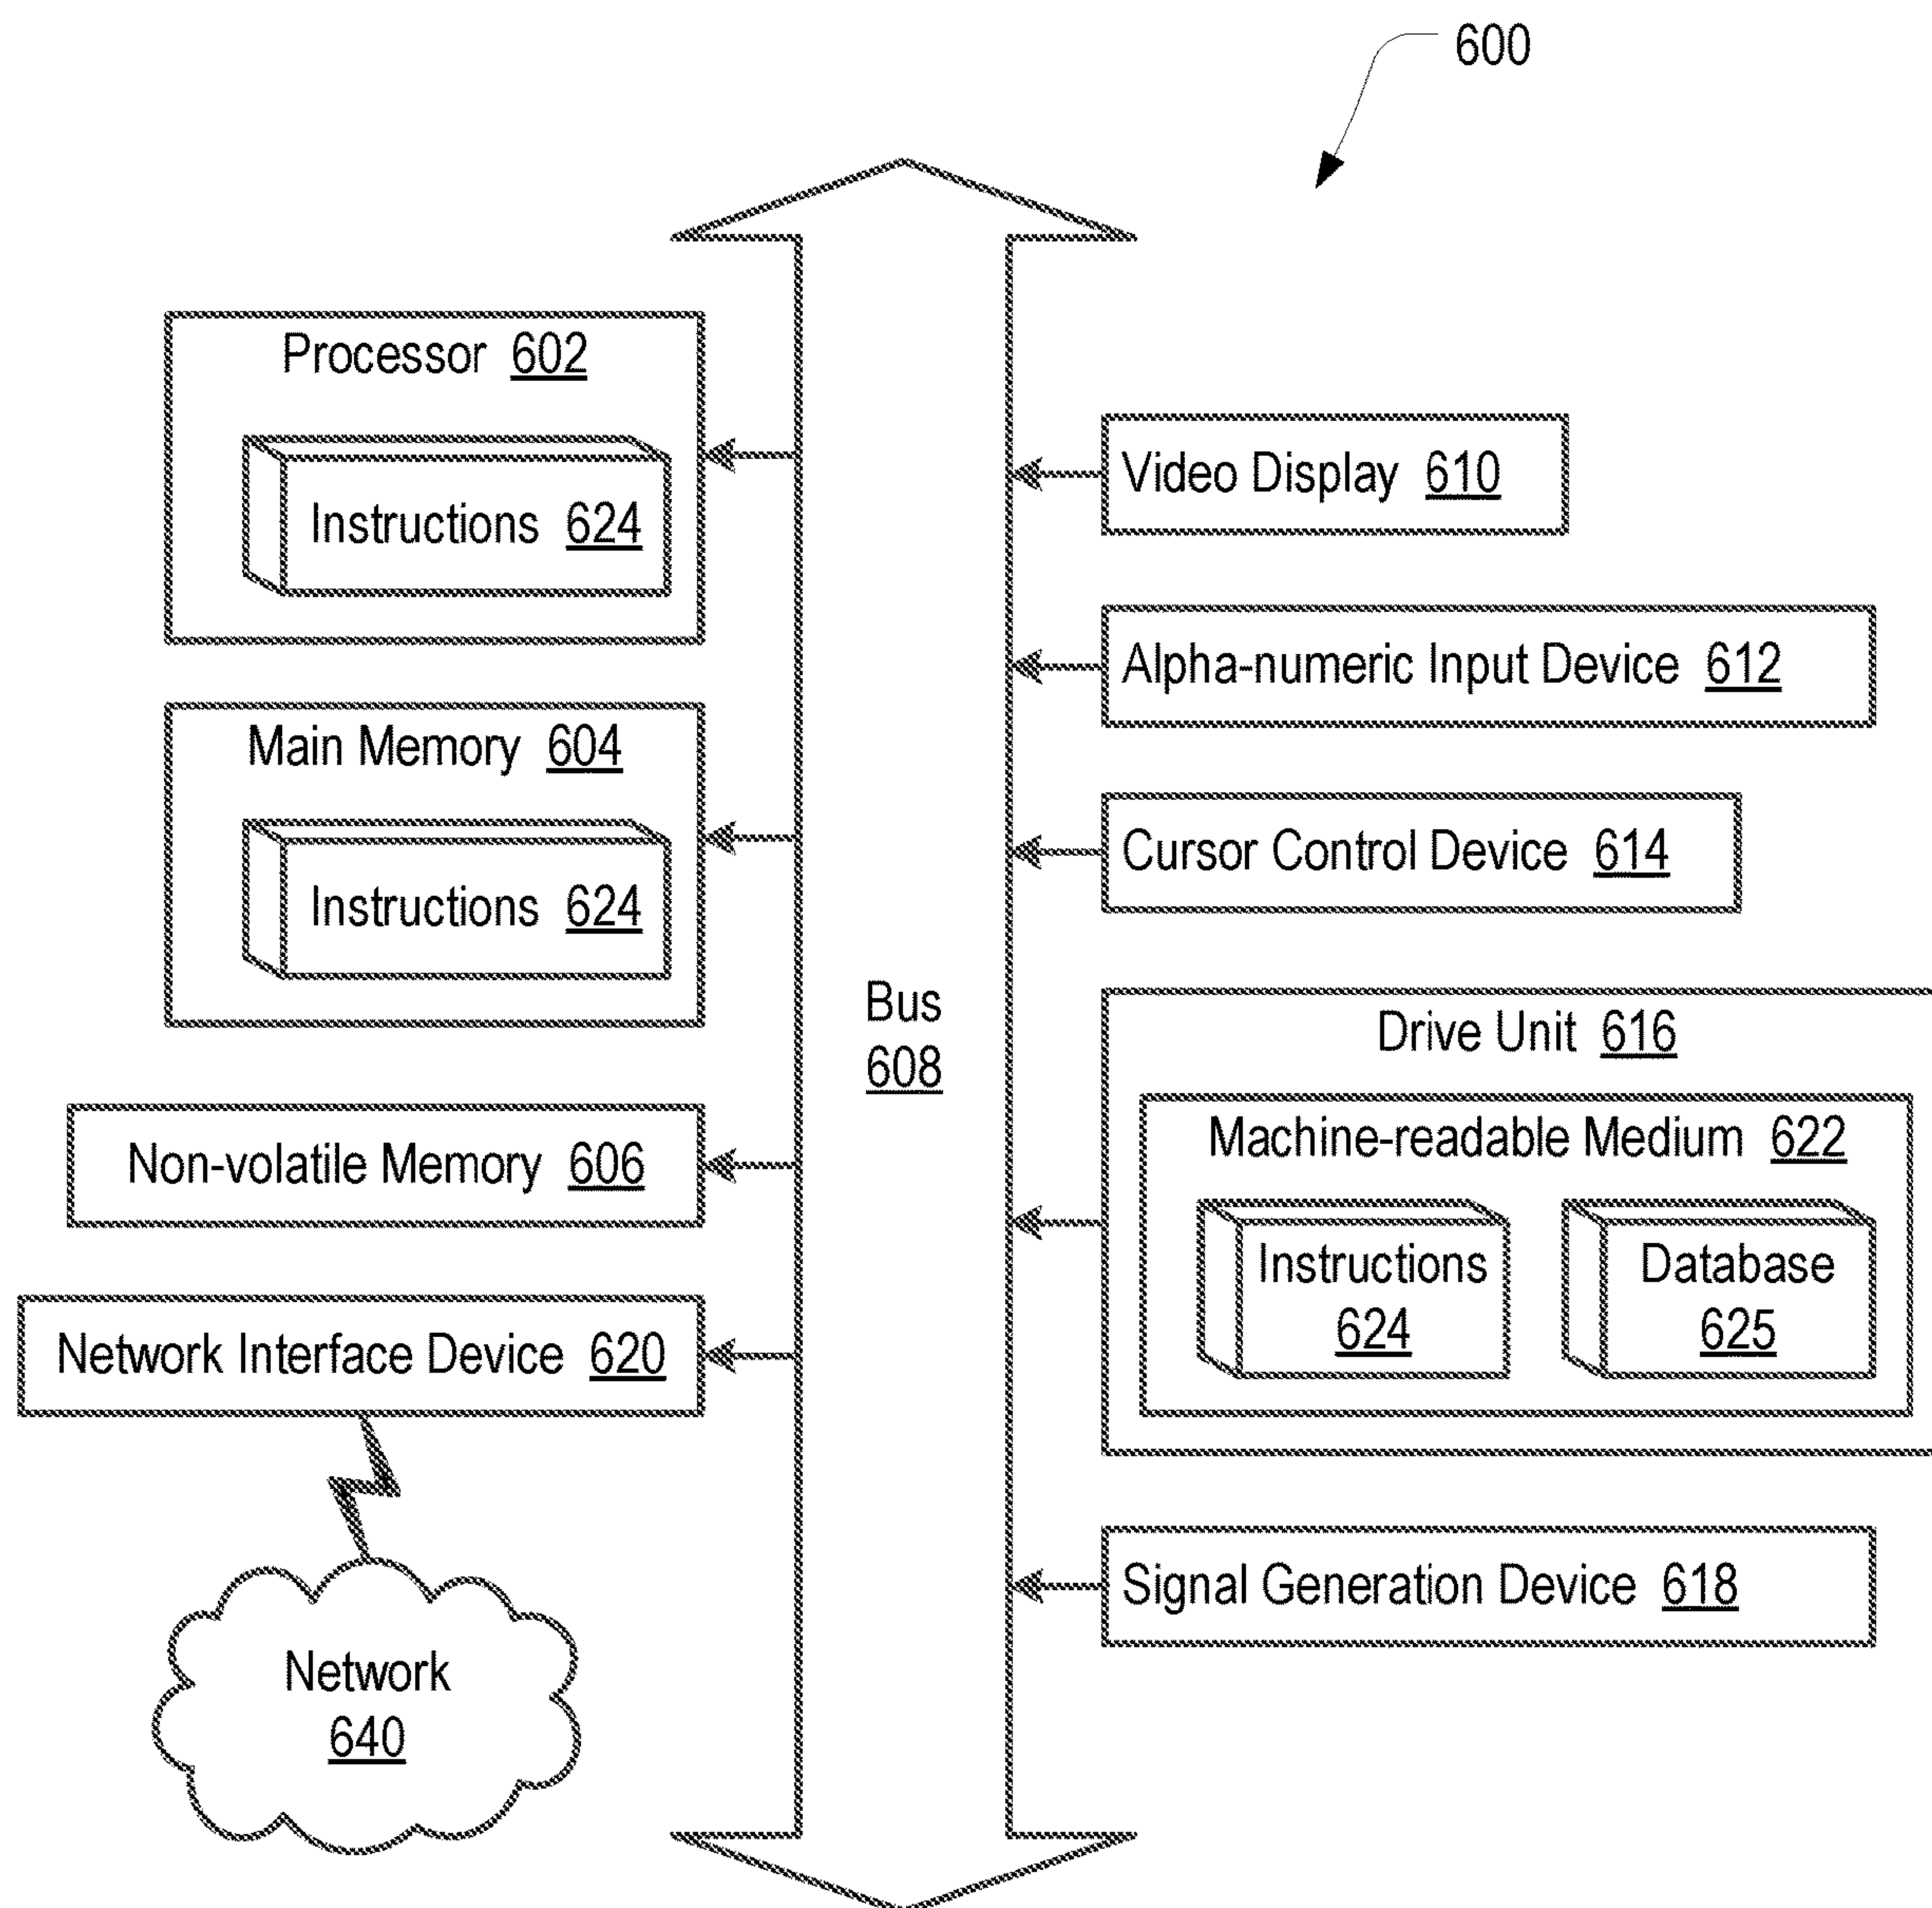 600
Processor 602
Instructions 624
Main Memory 604
Instructions 624
Non-volatile Memory 606
Network Interface Device 620
Network
640
Bus
608
Video Display 610
Alpha-numeric Input Device 612
Cursor Control Device 614
Drive Unit 616
Machine-readable Medium 622
Instructions
624
Database
625
Signal Generation Device 618